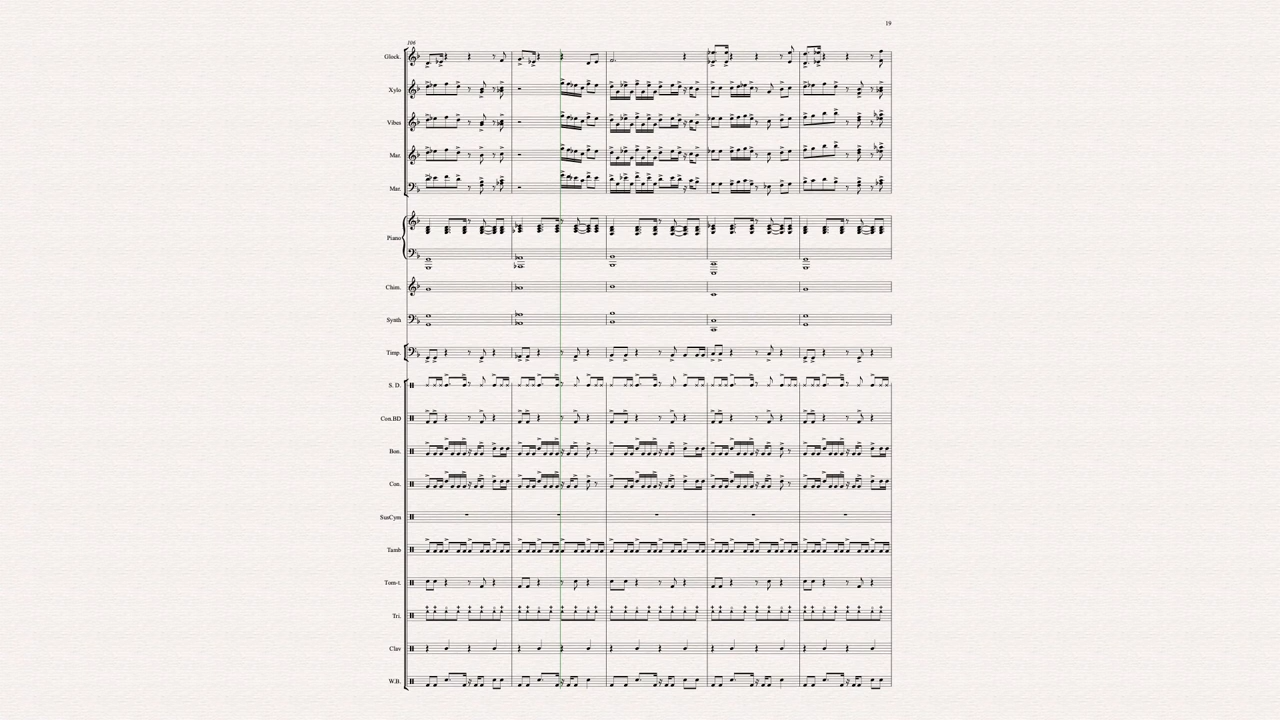 19
106
Glock.
Xylo
Vibes
Mar.
Mar.
Piano
Chim.
Synth
Timp.
S. D.
Con.BD
Bon.
Con.
SusCym
Tamb
Tom-t.
Tri.
Clav
W.B.